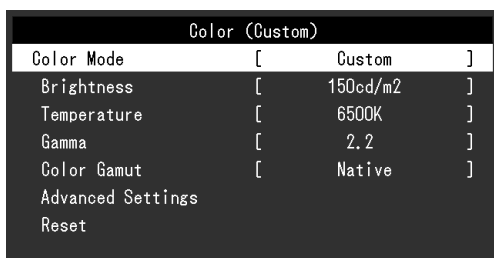 Color (Custom)
Color Mode [ Custom ]
Brightness [ 150cd/m2 ]
Temperature [ 6500K ]
Gamma [ 2.2 ]
Color Gamut [ Native ]
Advanced Settings
Reset